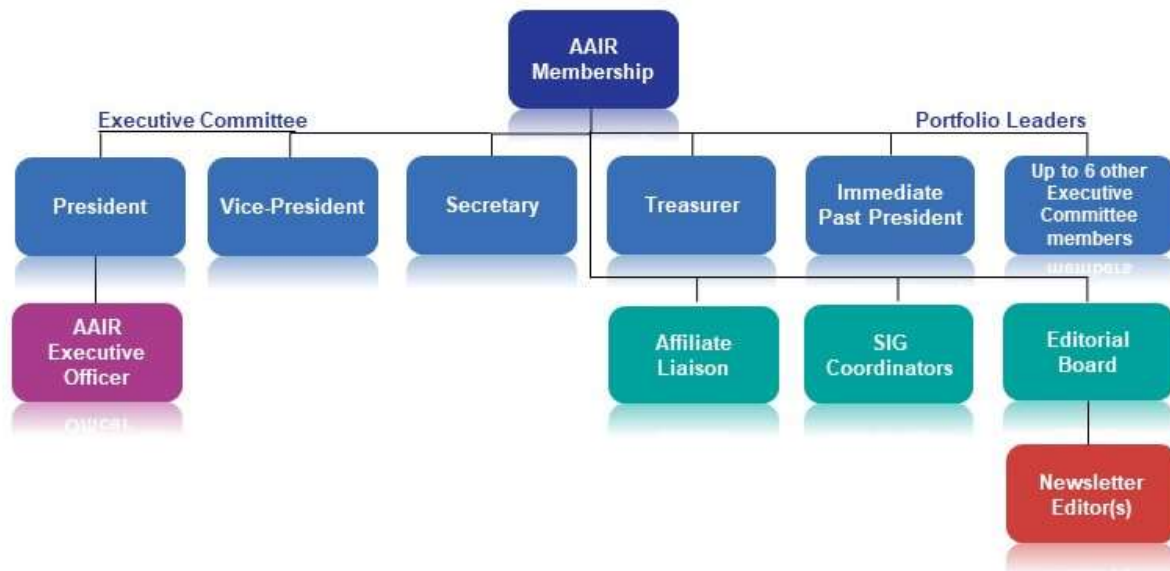 AAIR
Membership
Executive Committee
Portfolio Leaders
President
Vice-President
Secretary
Treasurer
Immediate
Past President
Up to 6 other
Executive
Committee
members
AAIR
Executive
Officer
Affiliate
Liaison
SIG
Coordinators
Editorial
Board
Newsletter
Editor(s)